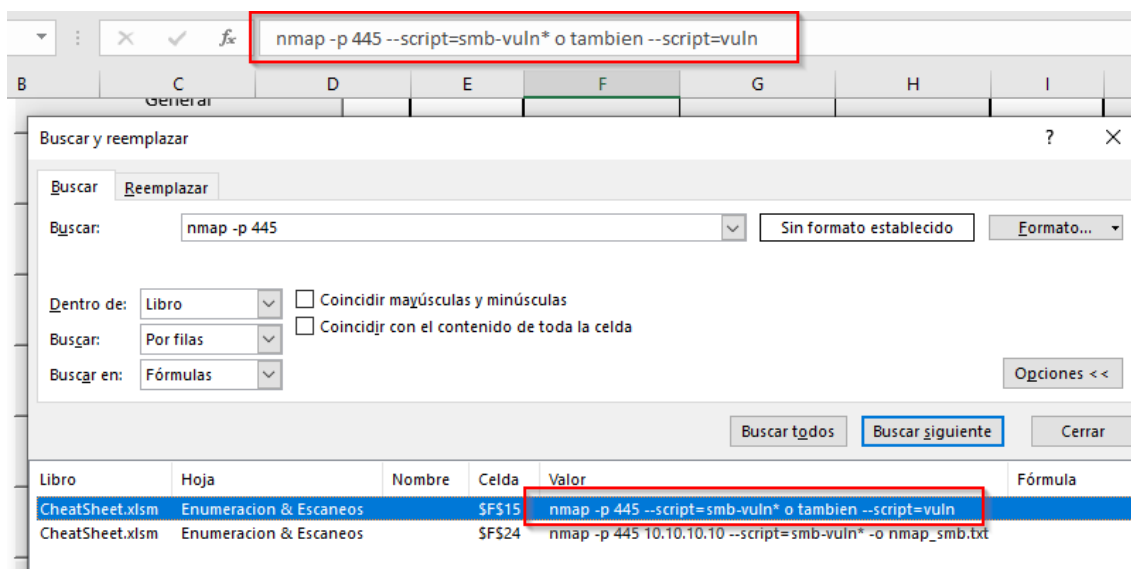 fx nmap -p 445 --script=smb-vuln* o tambien --script=vuln
B C D E F G H I
General
Buscar y reemplazar ? ×
Buscar Reemplazar
Buscar: nmap -p 445 Sin formato establecido Formato...
Dentro de: Libro Coincidir mayúsculas y minúsculas
Buscar: Por filas Coincidir con el contenido de toda la celda
Buscar en: Fórmulas Opciones <<
Buscar todos Buscar siguiente Cerrar
Libro Hoja Nombre Celda Valor Fórmula
CheatSheet.xlsm Enumeracion & Escaneos $F$15 nmap -p 445 --script=smb-vuln* o tambien --script=vuln
CheatSheet.xlsm Enumeracion & Escaneos $F$24 nmap -p 445 10.10.10.10 --script=smb-vuln* -o nmap_smb.txt